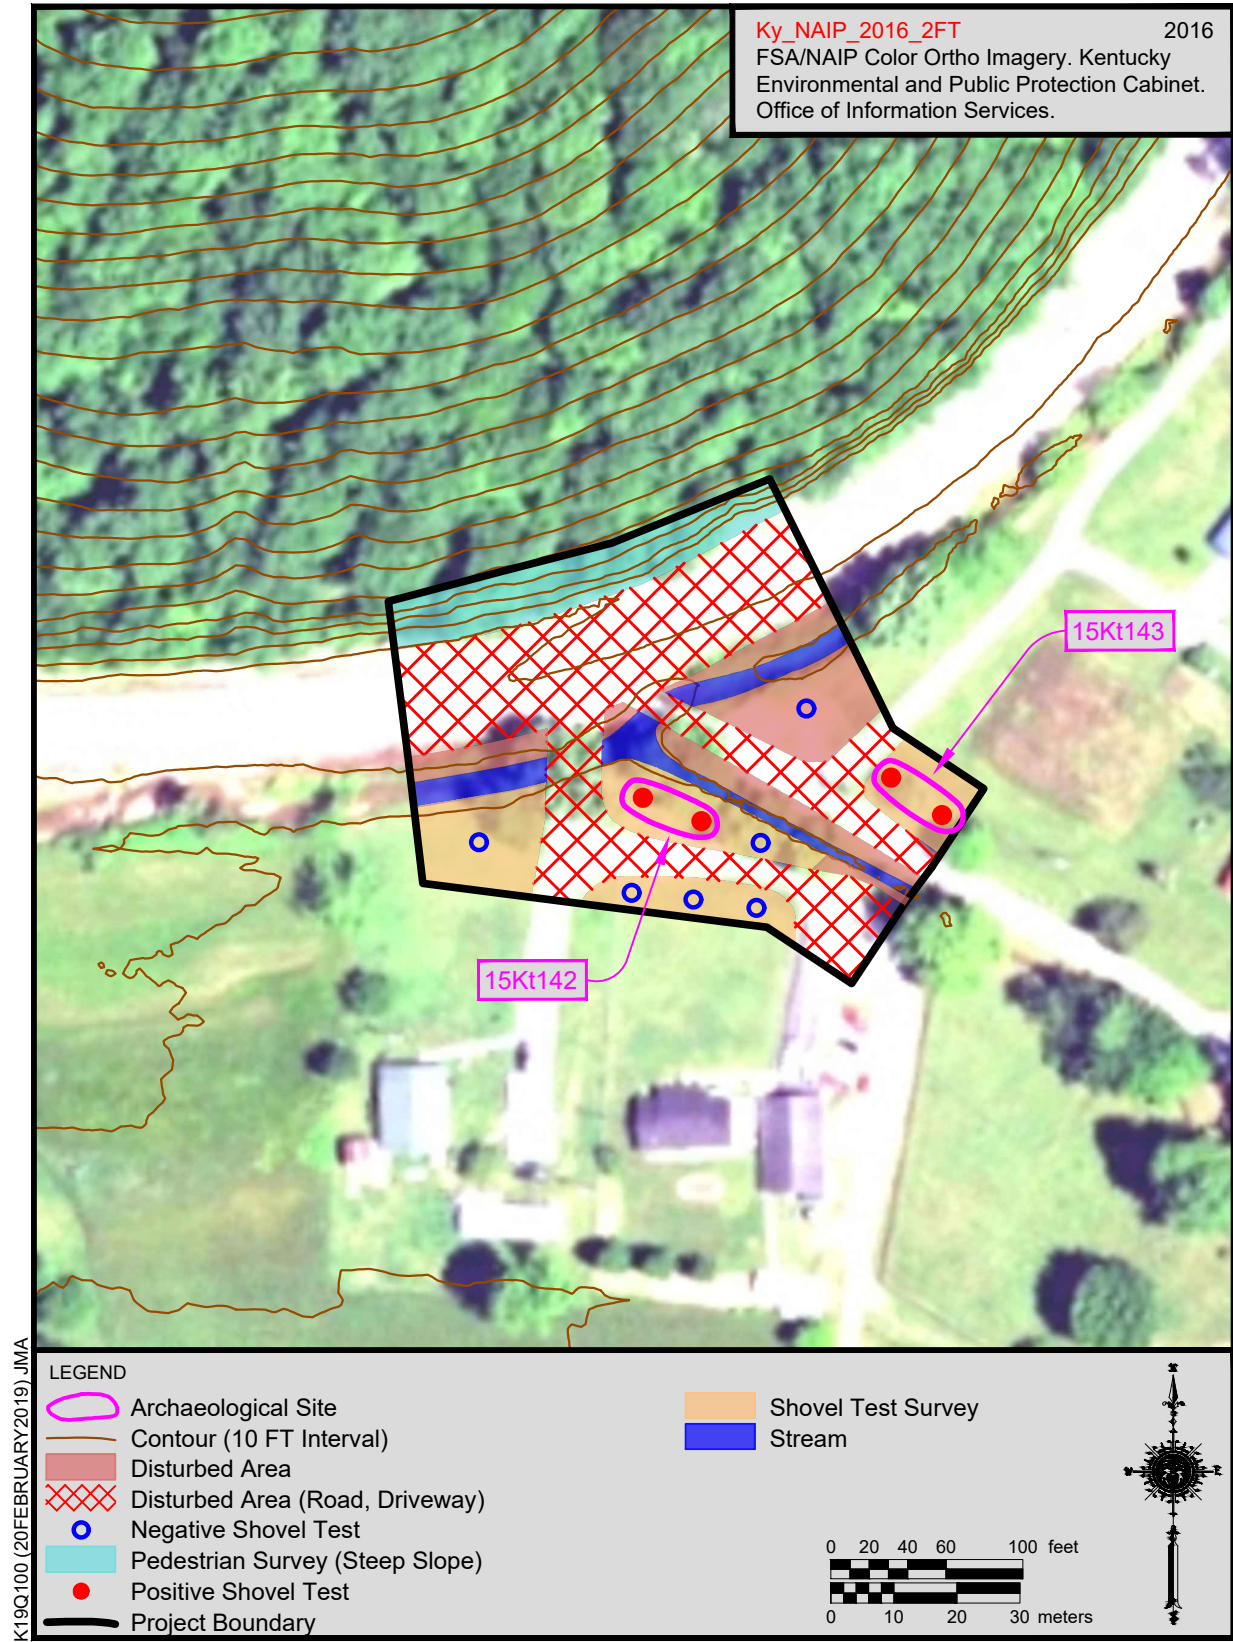 Ky_NAIP_2016_2FT 2016
FSA/NAIP Color Ortho Imagery. Kentucky
Environmental and Public Protection Cabinet.
Office of Information Services.
15Kt143
15Kt142
K19Q100 (20FEBRUARY2019) JMA
LEGEND
Archaeological Site
Contour (10 FT Interval)
Disturbed Area
Disturbed Area (Road, Driveway)
Negative Shovel Test
Pedestrian Survey (Steep Slope)
Positive Shovel Test
Project Boundary
Shovel Test Survey
Stream
0 20 40 60 100 feet
0 10 20 30 meters